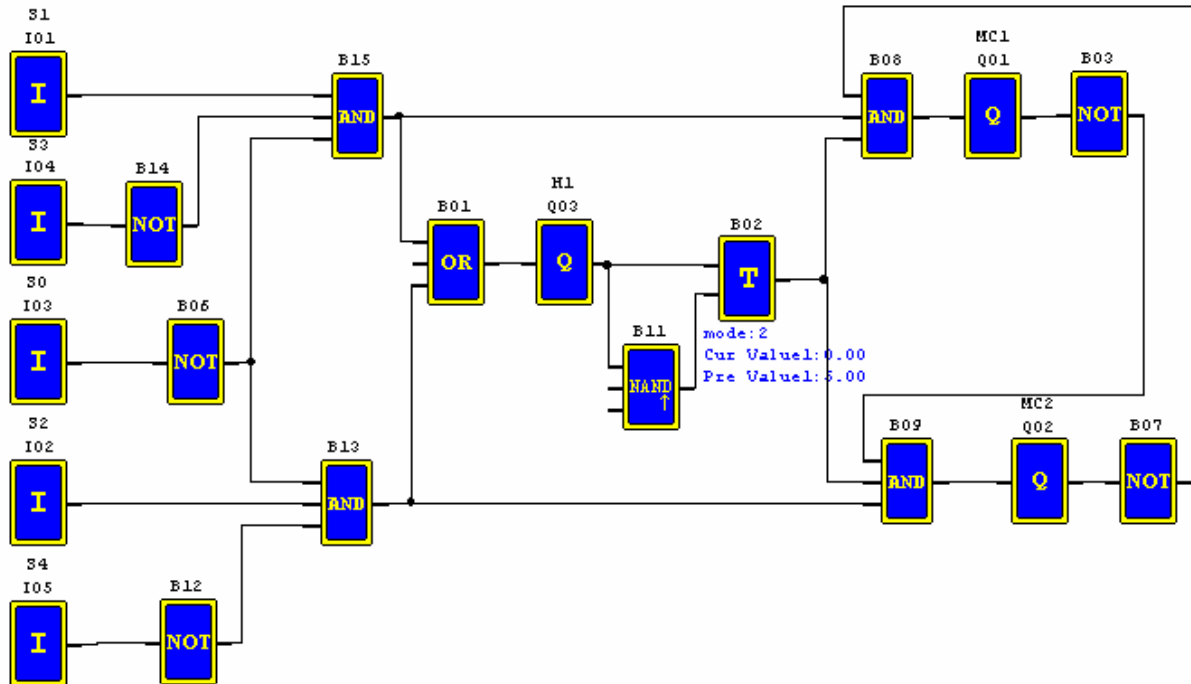 S1
I01
I
S3
I04
I
B14
NOT
S0
I03
I
B06
NOT
S2
I02
I
S4
I05
I
B12
NOT
B15
AND
B13
AND
B01
OR
H1
Q03
Q
B11
NAND
↑
B02
T
mode:2
Cur Value1:0.00
Pre Value1:5.00
B08
AND
MC1
Q01
Q
B03
NOT
B09
AND
MC2
Q02
Q
B07
NOT